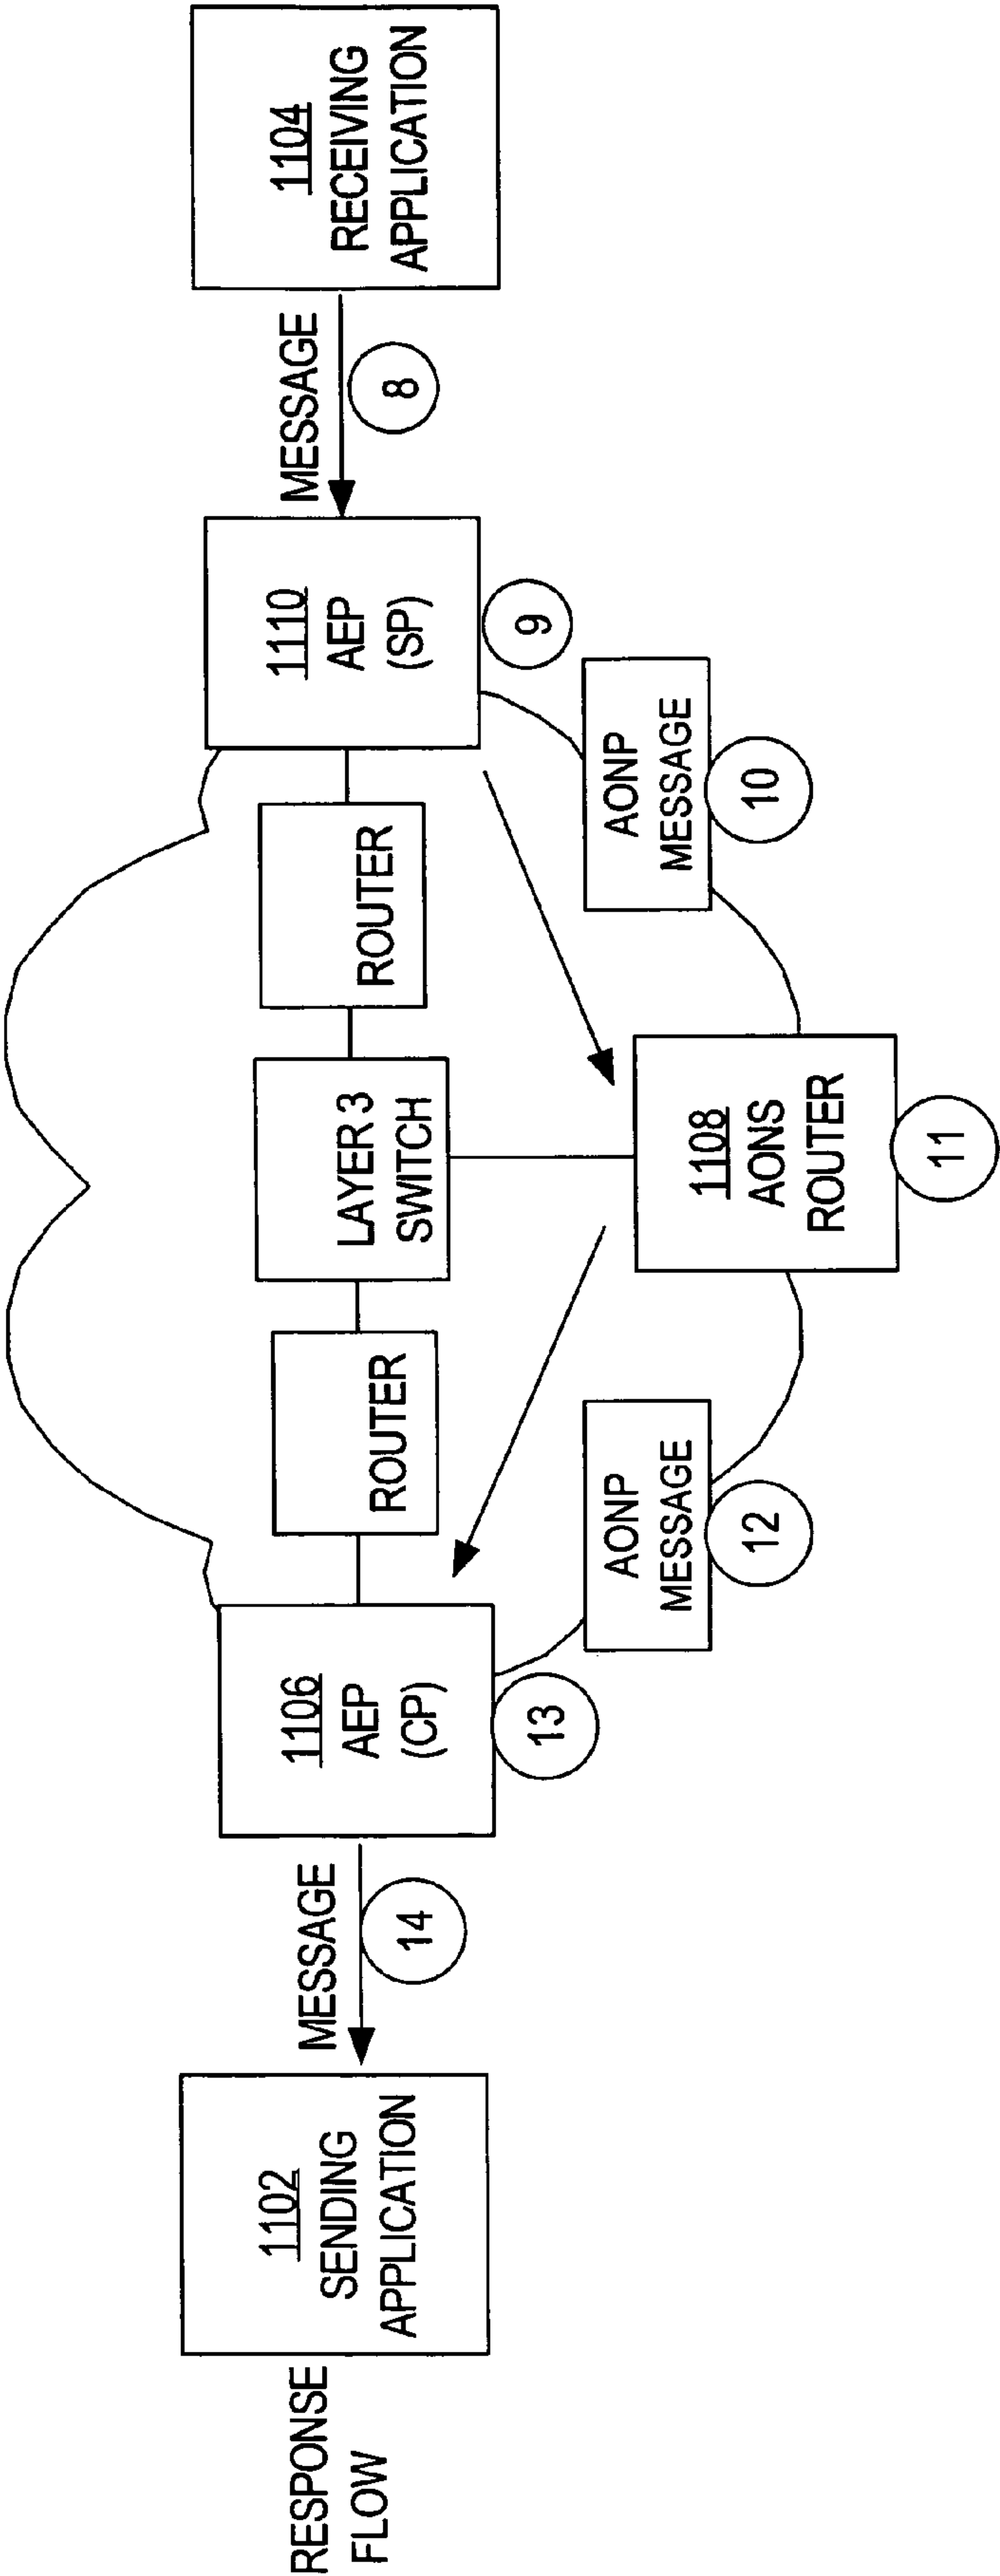 RESPONSE
FLOW
1102
SENDING
APPLICATION
MESSAGE
14
1106
AEP
(CP)
13
ROUTER
AONP
MESSAGE
12
LAYER 3
SWITCH
1108
AONS
ROUTER
11
ROUTER
AONP
MESSAGE
10
1110
AEP
(SP)
9
MESSAGE
8
1104
RECEIVING
APPLICATION